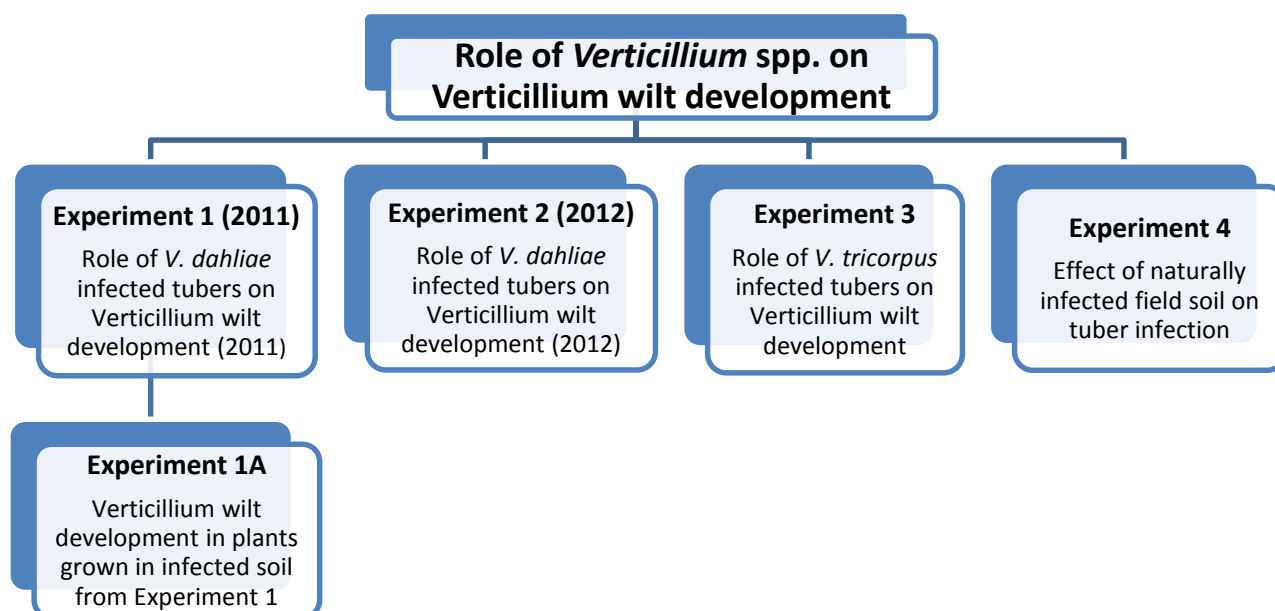 Role of Verticillium spp. on
Verticillium wilt development
Experiment 1 (2011)
Role of V. dahliae
infected tubers on
Verticillium wilt
development (2011)
Experiment 2 (2012)
Role of V. dahliae
infected tubers on
Verticillium wilt
development (2012)
Experiment 3
Role of V. tricorpus
infected tubers on
Verticillium wilt
development
Experiment 4
Effect of naturally
infected field soil on
tuber infection
Experiment 1A
Verticillium wilt
development in plants
grown in infected soil
from Experiment 1